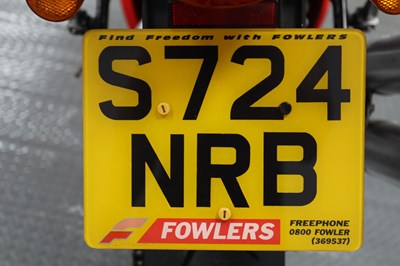 Find Freedom with FOWLERS
S724
NRB
FOWLERS
FREEPHONE
0800 FOWLER
(369537)